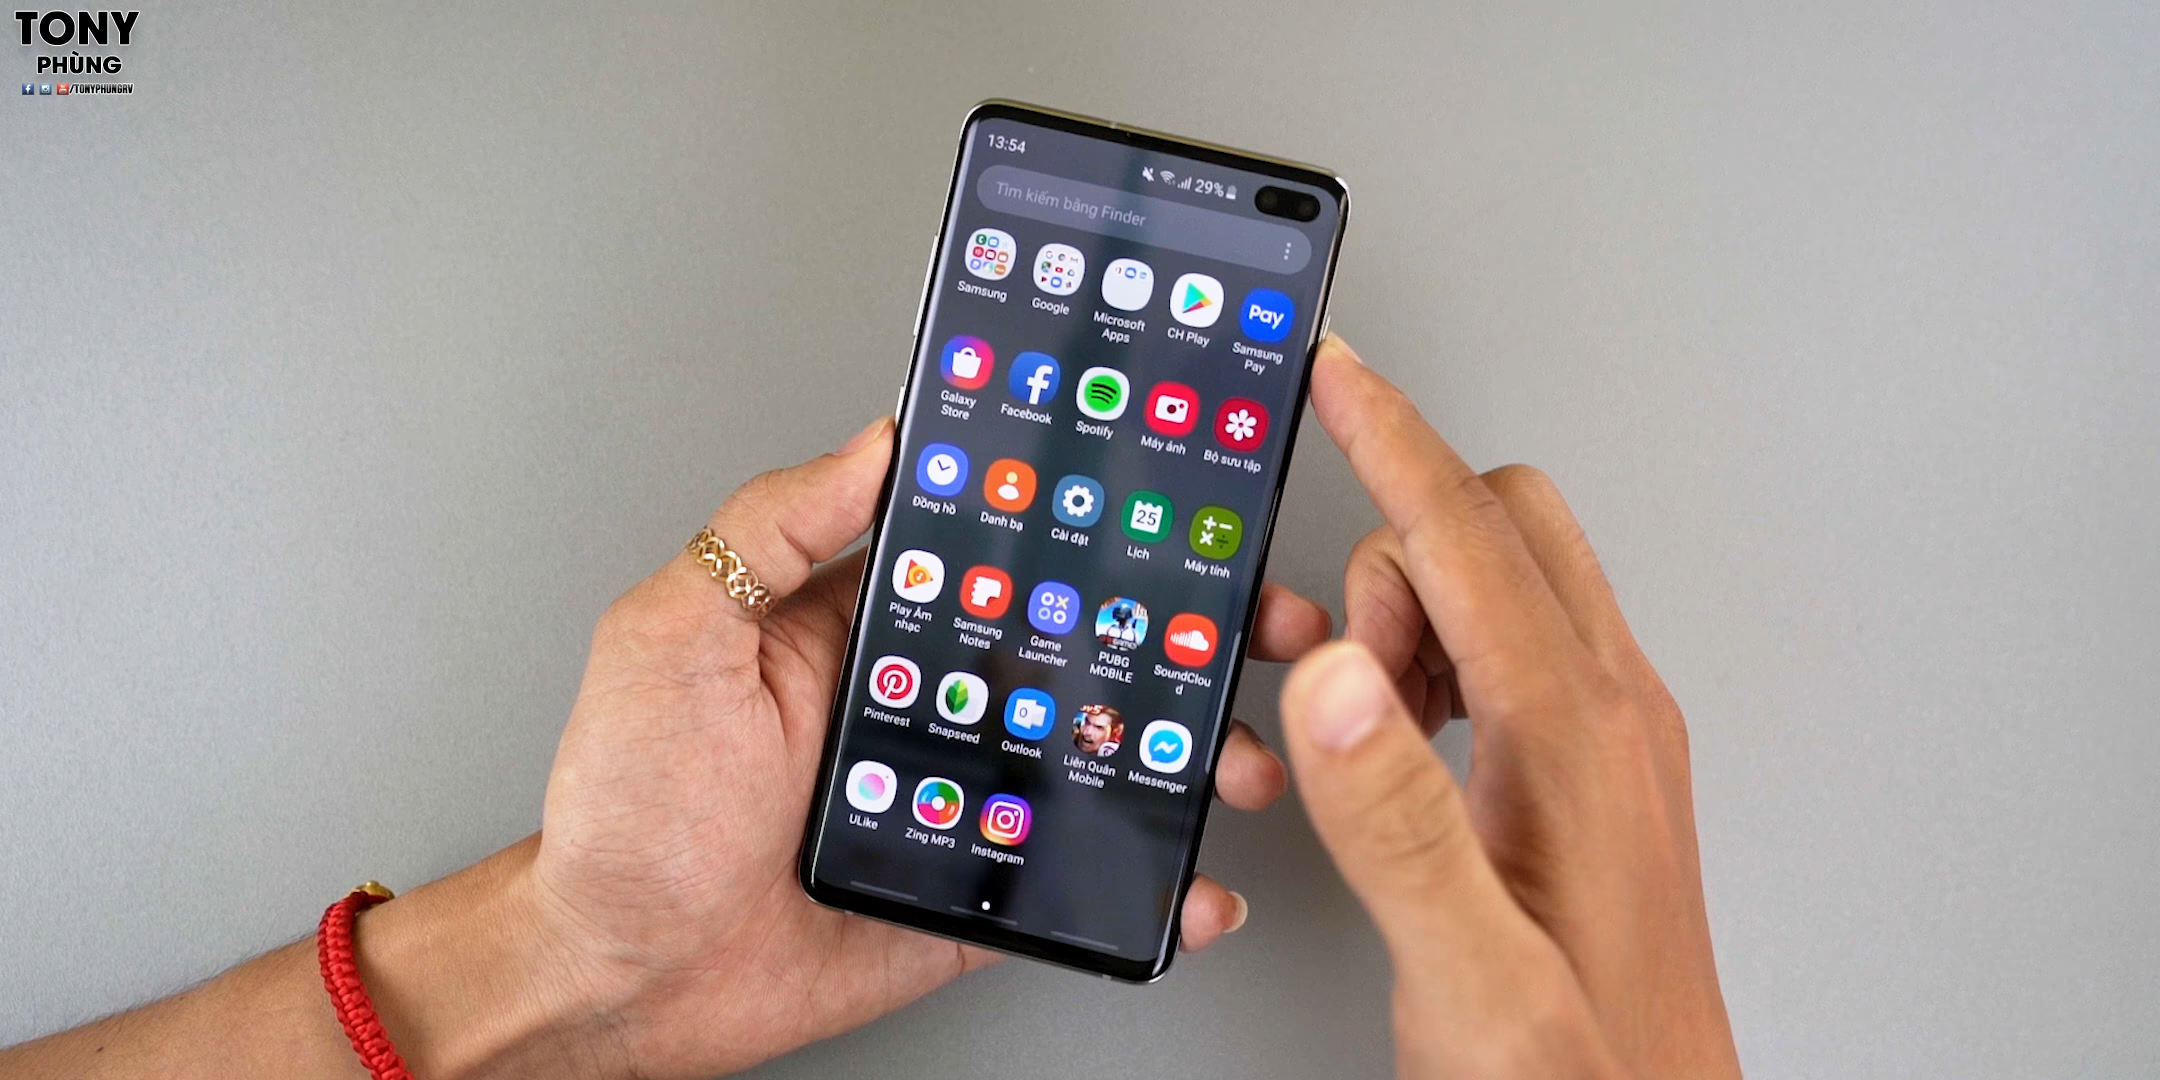 TONY
PHÙNG
/TONYPHUNGRV
13:54
29%
Tìm kiếm bằng Finder
Samsung
Google
Microsoft
Apps
CH Play
Pay
Samsung
Pay
Galaxy
Store
Facebook
Spotify
Máy ảnh
Bộ sưu tập
Đồng hồ
Danh bạ
Cài đặt
25
Lịch
Máy tính
Play Âm
nhạc
Samsung
Notes
Game
Launcher
PUBG
MOBILE
SoundClou
d
Pinterest
Snapseed
Outlook
Liên Quân
Mobile
Messenger
ULike
Zing MP3
Instagram